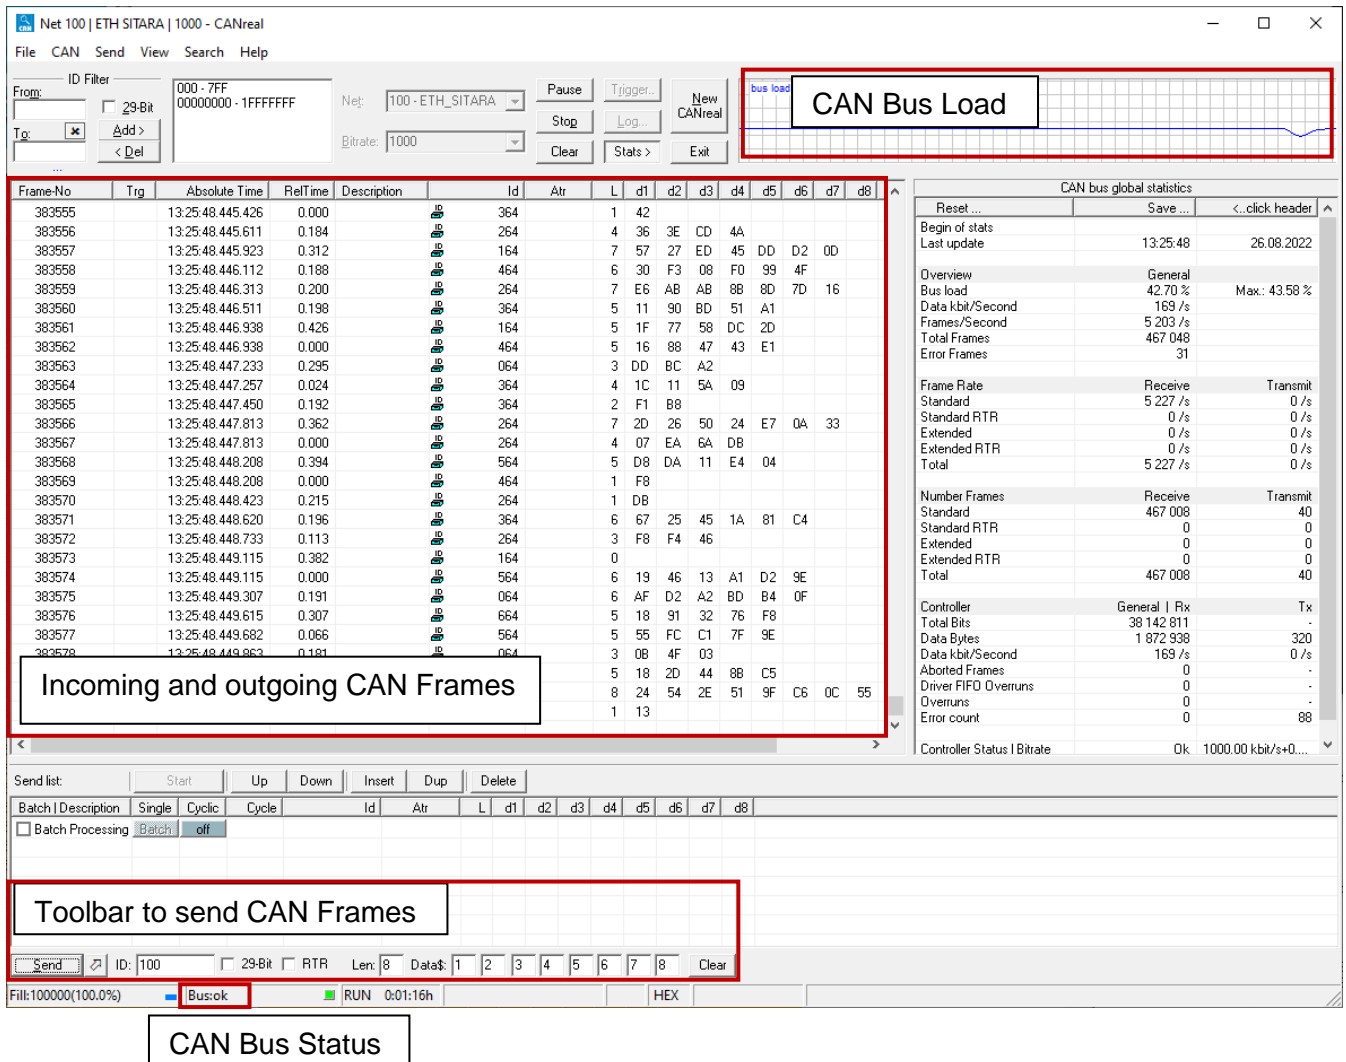 Net 100 | ETH SITARA | 1000 - CANreal
File CAN Send View Search Help
ID Filter
From:
29-Bit
To:
Add >
< Del
...
000 - 7FF
00000000 - 1FFFFFFF
Net: 100 - ETH_SITARA
Bitrate: 1000
Pause Trigger.. New CANreal
Stop Log...
Clear Stats > Exit
bus load
CAN Bus Load
Frame-No Trg Absolute Time RelTime Description Id Atr L d1 d2 d3 d4 d5 d6 d7 d8
383555 13:25:48.445.426 0.000 364 1 42
383556 13:25:48.445.611 0.184 264 4 36 3E CD 4A
383557 13:25:48.445.923 0.312 164 7 57 27 ED 45 DD D2 0D
383558 13:25:48.446.112 0.188 464 6 30 F3 08 F0 99 4F
383559 13:25:48.446.313 0.200 264 7 E6 AB AB 8B 8D 7D 16
383560 13:25:48.446.511 0.198 364 5 11 90 BD 51 A1
383561 13:25:48.446.938 0.426 164 5 1F 77 58 DC 2D
383562 13:25:48.446.938 0.000 464 5 16 88 47 43 E1
383563 13:25:48.447.233 0.295 064 3 DD BC A2
383564 13:25:48.447.257 0.024 364 4 1C 11 5A 09
383565 13:25:48.447.450 0.192 364 2 F1 B8
383566 13:25:48.447.813 0.362 264 7 2D 26 50 24 E7 0A 33
383567 13:25:48.447.813 0.000 264 4 07 EA 6A DB
383568 13:25:48.448.208 0.394 564 5 D8 DA 11 E4 04
383569 13:25:48.448.208 0.000 464 1 F8
383570 13:25:48.448.423 0.215 264 1 DB
383571 13:25:48.448.620 0.196 364 6 67 25 45 1A 81 C4
383572 13:25:48.448.733 0.113 264 3 F8 F4 46
383573 13:25:48.449.115 0.382 164 0
383574 13:25:48.449.115 0.000 564 6 19 46 13 A1 D2 9E
383575 13:25:48.449.307 0.191 064 6 AF D2 A2 BD B4 0F
383576 13:25:48.449.615 0.307 664 5 18 91 32 76 F8
383577 13:25:48.449.682 0.066 564 5 55 FC C1 7F 9E
383578 13:25:48.449.863 0.181 064 3 0B 4F 03
5 18 2D 44 8B C5
8 24 54 2E 51 9F C6 0C 55
1 13
Incoming and outgoing CAN Frames
CAN bus global statistics
Reset ... Save ... <..click header
Begin of stats
Last update 13:25:48 26.08.2022
Overview General
Bus load 42.70 % Max.: 43.58 %
Data kbit/Second 169 /s
Frames/Second 5 203 /s
Total Frames 467 048
Error Frames 31
Frame Rate Receive Transmit
Standard 5 227 /s 0 /s
Standard RTR 0 /s 0 /s
Extended 0 /s 0 /s
Extended RTR 0 /s 0 /s
Total 5 227 /s 0 /s
Number Frames Receive Transmit
Standard 467 008 40
Standard RTR 0 0
Extended 0 0
Extended RTR 0 0
Total 467 008 40
Controller General | Rx Tx
Total Bits 38 142 811 -
Data Bytes 1 872 938 320
Data kbit/Second 169 /s 0 /s
Aborted Frames 0 -
Driver FIFO Overruns 0 -
Overruns 0 -
Error count 0 88
Controller Status | Bitrate Ok 1000.00 kbit/s+0....
Send list: Start Up Down Insert Dup Delete
Batch | Description Single Cyclic Cycle Id Atr L d1 d2 d3 d4 d5 d6 d7 d8
Batch Processing Batch off
Toolbar to send CAN Frames
Send ID: 100 29-Bit RTR Len: 8 Data$: 1 2 3 4 5 6 7 8 Clear
Fill:100000(100.0%) Bus:ok RUN 0:01:16h HEX
CAN Bus Status